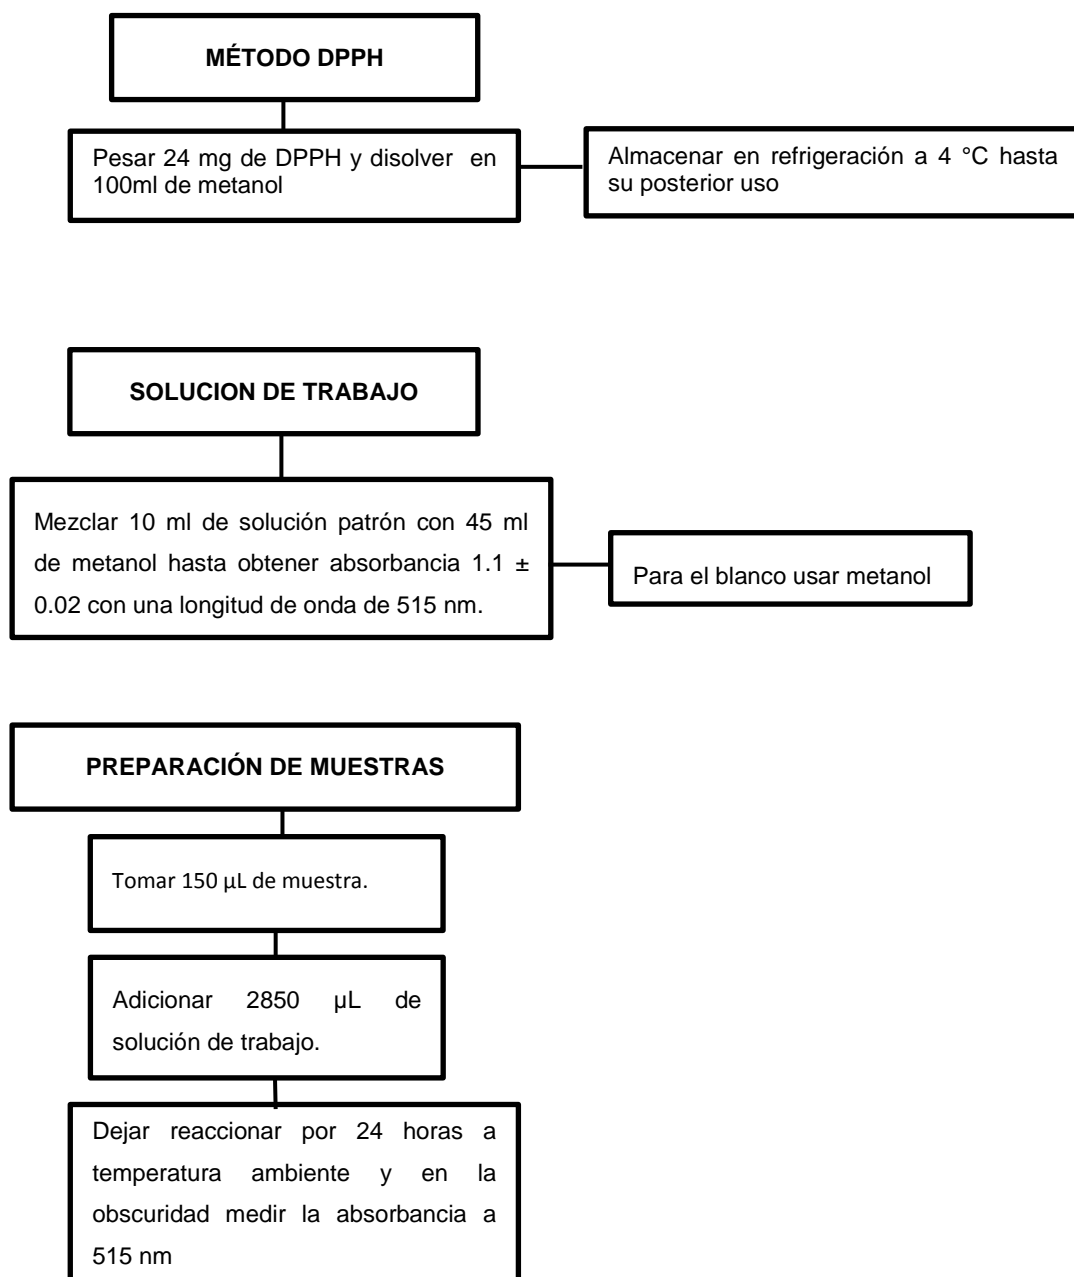 MÉTODO DPPH
Pesar 24 mg de DPPH y disolver en
100ml de metanol
Almacenar en refrigeración a 4 °C hasta
su posterior uso
SOLUCION DE TRABAJO
Mezclar 10 ml de solución patrón con 45 ml
de metanol hasta obtener absorbancia 1.1 ±
0.02 con una longitud de onda de 515 nm.
Para el blanco usar metanol
PREPARACIÓN DE MUESTRAS
Tomar 150 µL de muestra.
Adicionar 2850 µL de
solución de trabajo.
Dejar reaccionar por 24 horas a
temperatura ambiente y en la
obscuridad medir la absorbancia a
515 nm